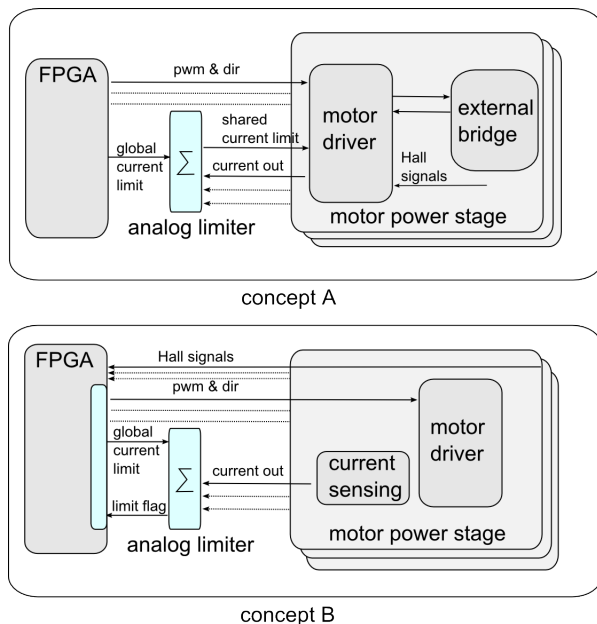 FPGA
pwm & dir
shared
current limit
global
current
limit
Σ
current out
analog limiter
motor
driver
external
bridge
Hall
signals
motor power stage
concept A
FPGA
Hall signals
pwm & dir
global
current
limit
Σ
current out
limit flag
analog limiter
current
sensing
motor
driver
motor power stage
concept B